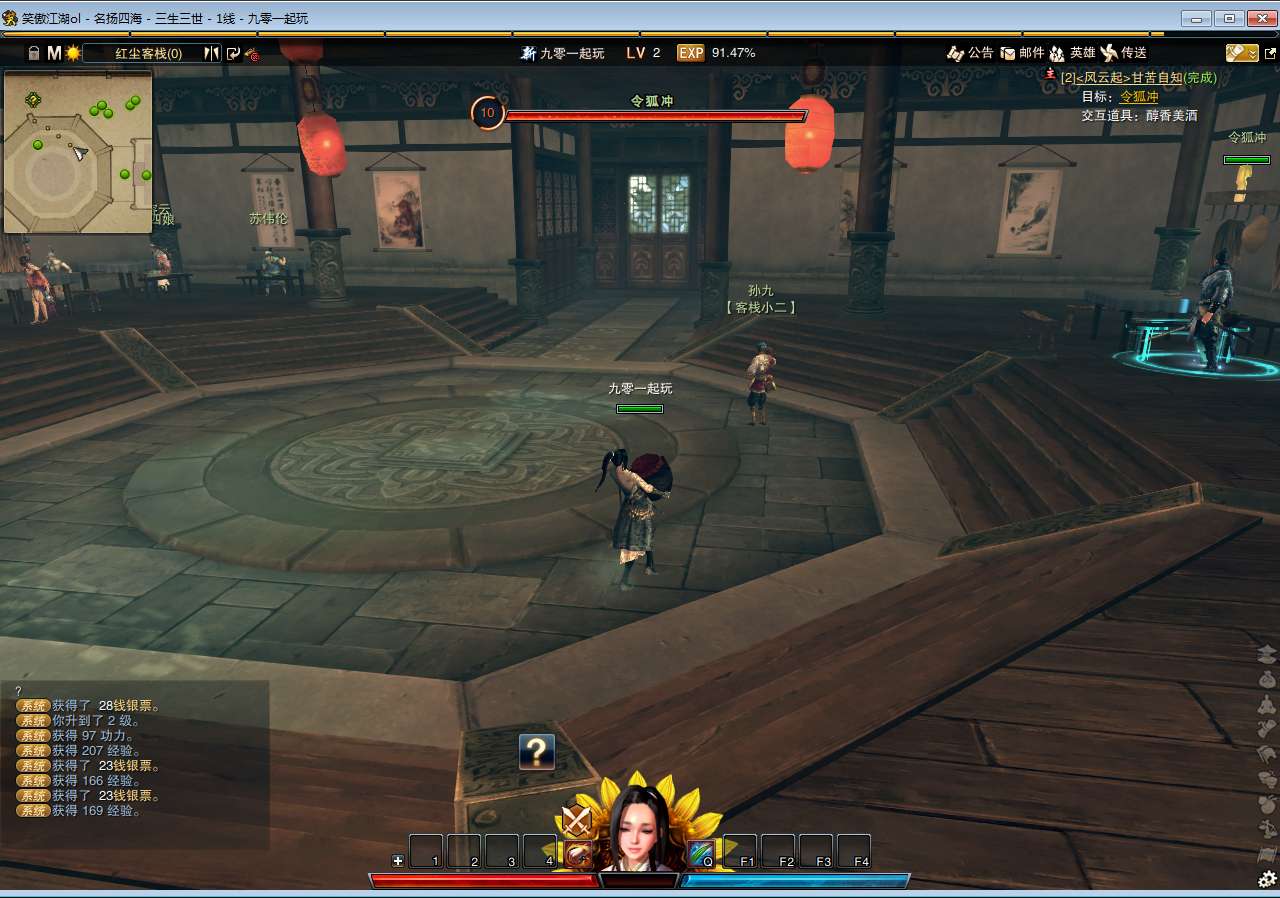 笑傲江湖ol - 名扬四海 - 三生三世 - 1线 - 九零一起玩
M 红尘客栈(0)
新 九零一起玩 LV 2 EXP 91.47%
公告 邮件 英雄 传送
主 [2]<风云起>甘苦自知(完成)
目标: 令狐冲
交互道具: 醇香美酒
10 令狐冲
令狐冲
苏伟伦
孙九
【客栈小二】
九零一起玩
?
系统 获得了 28钱银票。
系统 你升到了 2 级。
系统 获得 97 功力。
系统 获得 207 经验。
系统 获得了 23钱银票。
系统 获得 166 经验。
系统 获得了 23钱银票。
系统 获得 169 经验。
?
1 2 3 4 Q F1 F2 F3 F4